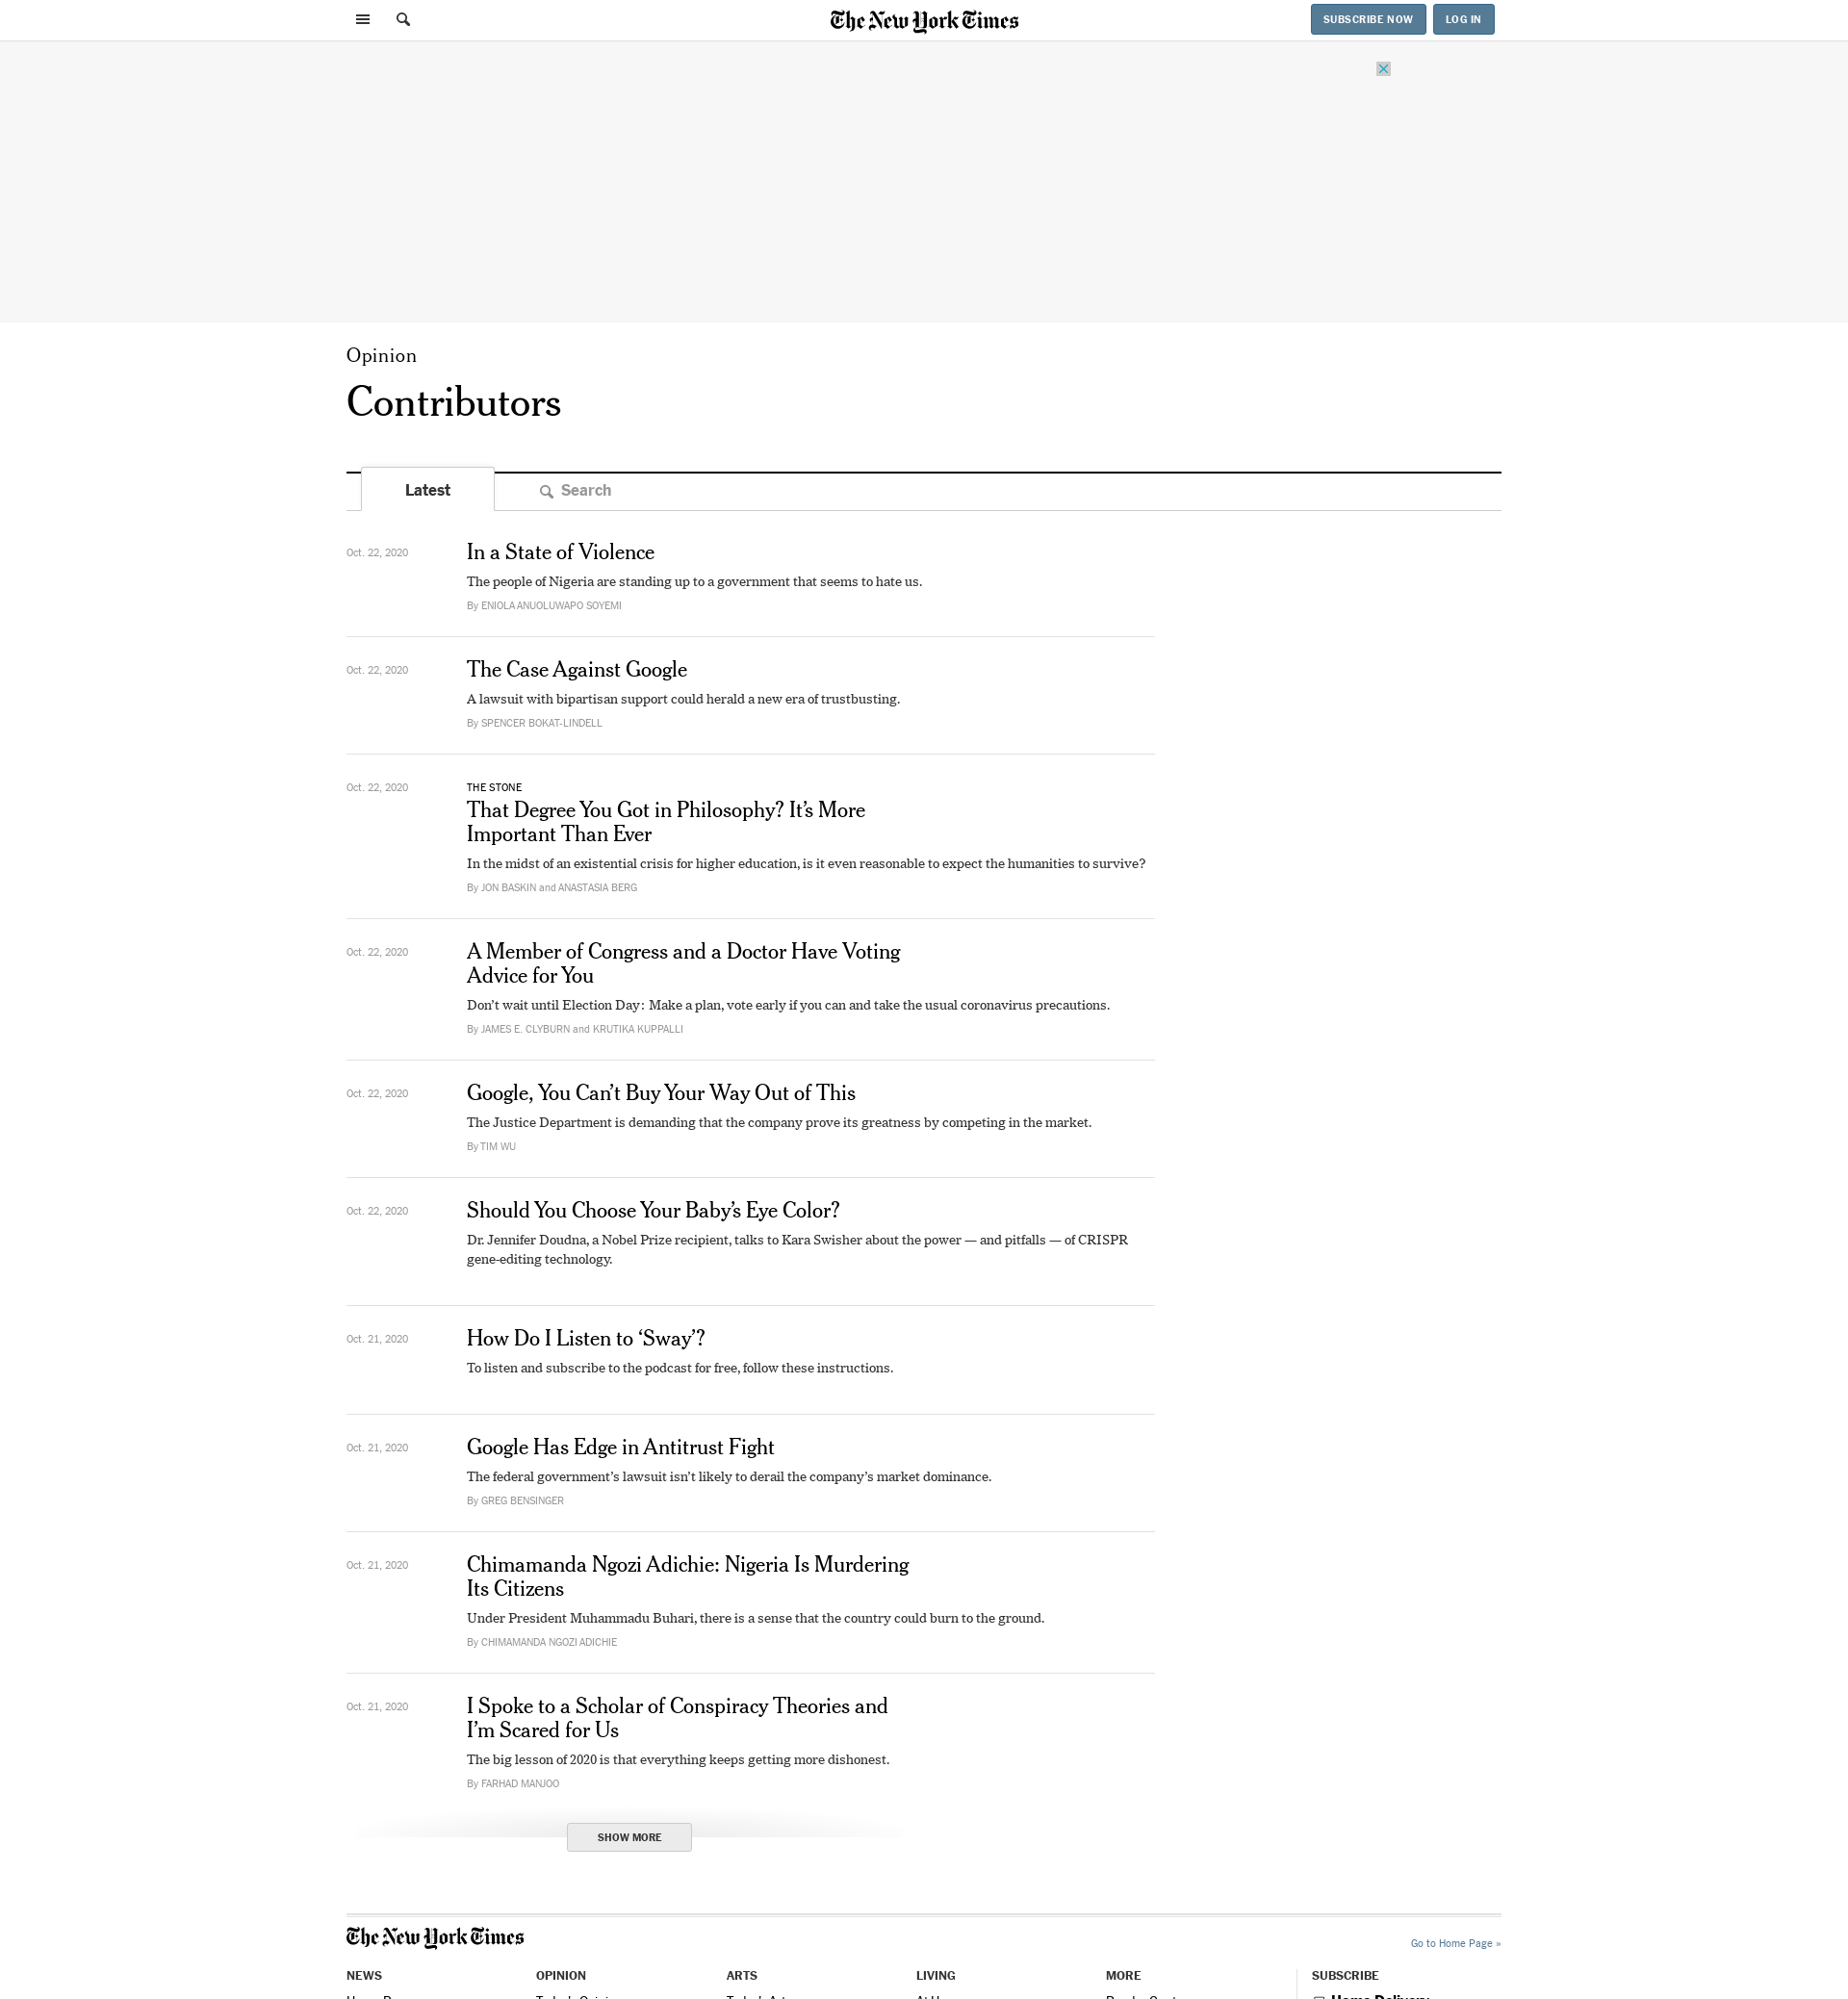 The New York Times
SUBSCRIBE NOW
LOG IN
Opinion
Contributors
Latest
Search
Oct. 22, 2020
In a State of Violence
The people of Nigeria are standing up to a government that seems to hate us.
By ENIOLA ANUOLUWAPO SOYEMI
Oct. 22, 2020
The Case Against Google
A lawsuit with bipartisan support could herald a new era of trustbusting.
By SPENCER BOKAT-LINDELL
Oct. 22, 2020
THE STONE
That Degree You Got in Philosophy? It’s More
Important Than Ever
In the midst of an existential crisis for higher education, is it even reasonable to expect the humanities to survive?
By JON BASKIN and ANASTASIA BERG
Oct. 22, 2020
A Member of Congress and a Doctor Have Voting
Advice for You
Don’t wait until Election Day: Make a plan, vote early if you can and take the usual coronavirus precautions.
By JAMES E. CLYBURN and KRUTIKA KUPPALLI
Oct. 22, 2020
Google, You Can’t Buy Your Way Out of This
The Justice Department is demanding that the company prove its greatness by competing in the market.
By TIM WU
Oct. 22, 2020
Should You Choose Your Baby’s Eye Color?
Dr. Jennifer Doudna, a Nobel Prize recipient, talks to Kara Swisher about the power — and pitfalls — of CRISPR
gene-editing technology.
Oct. 21, 2020
How Do I Listen to ‘Sway’?
To listen and subscribe to the podcast for free, follow these instructions.
Oct. 21, 2020
Google Has Edge in Antitrust Fight
The federal government’s lawsuit isn’t likely to derail the company’s market dominance.
By GREG BENSINGER
Oct. 21, 2020
Chimamanda Ngozi Adichie: Nigeria Is Murdering
Its Citizens
Under President Muhammadu Buhari, there is a sense that the country could burn to the ground.
By CHIMAMANDA NGOZI ADICHIE
Oct. 21, 2020
I Spoke to a Scholar of Conspiracy Theories and
I’m Scared for Us
The big lesson of 2020 is that everything keeps getting more dishonest.
By FARHAD MANJOO
SHOW MORE
The New York Times
Go to Home Page »
NEWS
OPINION
ARTS
LIVING
MORE
SUBSCRIBE
Home Delivery